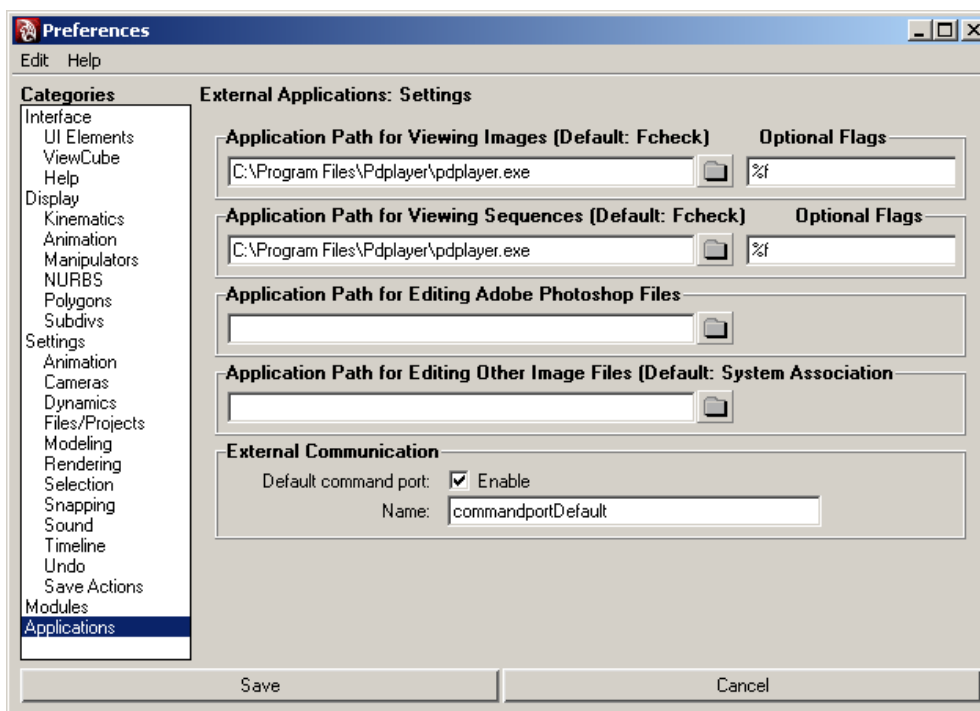 Preferences
Edit Help
Categories
Interface
UI Elements
ViewCube
Help
Display
Kinematics
Animation
Manipulators
NURBS
Polygons
Subdivs
Settings
Animation
Cameras
Dynamics
Files/Projects
Modeling
Rendering
Selection
Snapping
Sound
Timeline
Undo
Save Actions
Modules
Applications
External Applications: Settings
Application Path for Viewing Images (Default: Fcheck) Optional Flags
C:\Program Files\Pdplayer\pdplayer.exe %f
Application Path for Viewing Sequences (Default: Fcheck) Optional Flags
C:\Program Files\Pdplayer\pdplayer.exe %f
Application Path for Editing Adobe Photoshop Files
Application Path for Editing Other Image Files (Default: System Association
External Communication
Default command port: Enable
Name: commandportDefault
Save Cancel